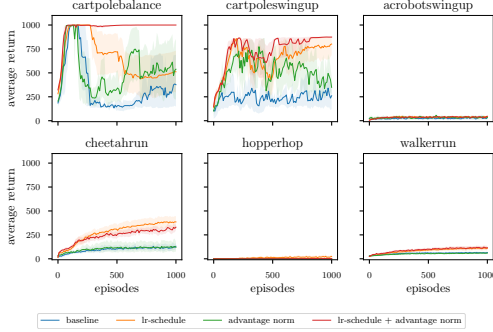 cartpolebalance cartpoleswingup acrobotswingup
average return
1000
750
500
250
0
cheetahrun hopperhop walkerrun
average return
1000
750
500
250
0
0 500 1000 0 500 1000 0 500 1000
episodes episodes episodes
baseline lr-schedule advantage norm lr-schedule + advantage norm